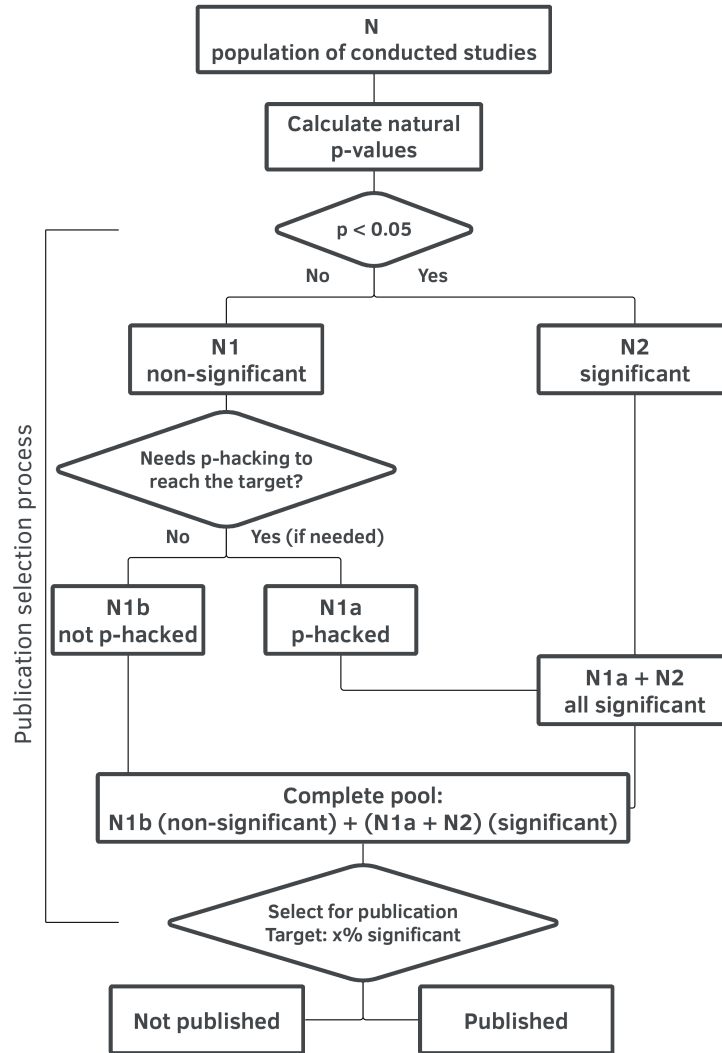 N
population of conducted studies
Calculate natural
p-values
p < 0.05
No
Yes
N1
non-significant
N2
significant
Needs p-hacking to
reach the target?
No
Yes (if needed)
N1b
not p-hacked
N1a
p-hacked
N1a + N2
all significant
Complete pool:
N1b (non-significant) + (N1a + N2) (significant)
Select for publication
Target: x% significant
Not published
Published
Publication selection process